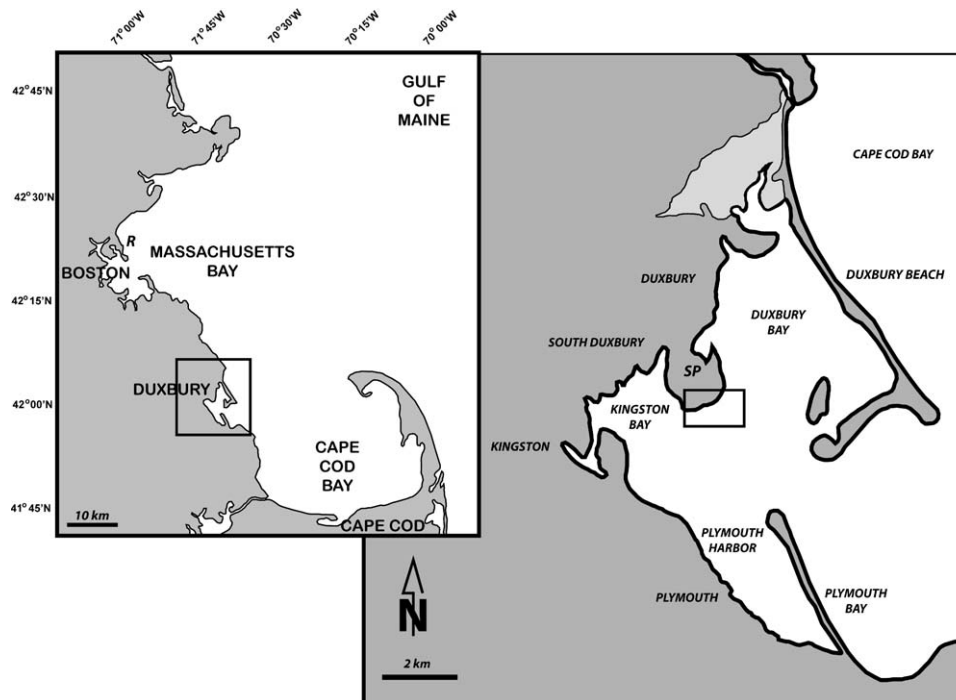 71°00'W
71°45'W
70°30'W
70°15'W
70°00'W
42°45'N
42°30'N
42°15'N
42°00'N
41°45'N
GULF
OF
MAINE
R
MASSACHUSETTS
BAY
BOSTON
DUXBURY
CAPE
COD
BAY
10 km
CAPE COD
CAPE COD BAY
DUXBURY
DUXBURY BEACH
DUXBURY
BAY
SOUTH DUXBURY
SP
KINGSTON
BAY
KINGSTON
PLYMOUTH
HARBOR
PLYMOUTH
PLYMOUTH
BAY
N
2 km